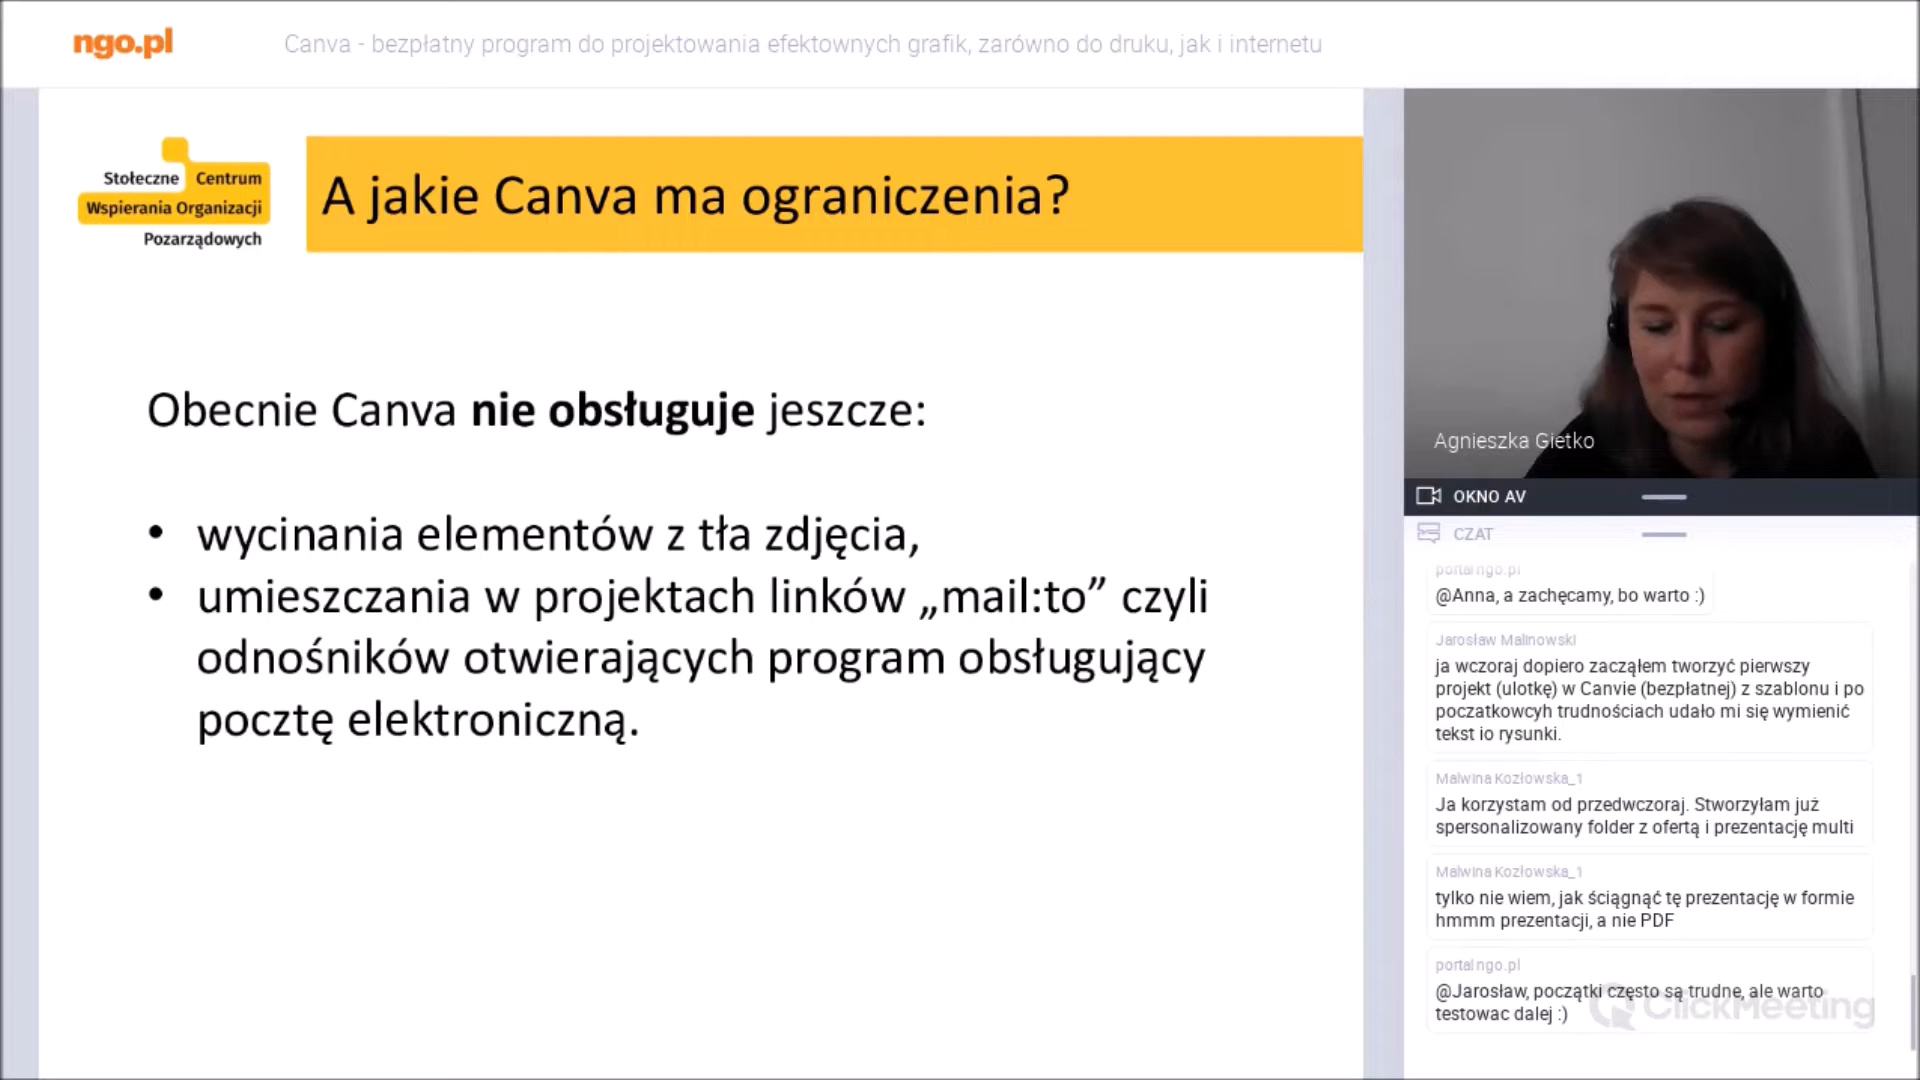 ngo.pl
Canva - bezpłatny program do projektowania efektownych grafik, zarówno do druku, jak i internetu
Stołeczne Centrum
Wspierania Organizacji
Pozarządowych
A jakie Canva ma ograniczenia?
Obecnie Canva nie obsługuje jeszcze:
• wycinania elementów z tła zdjęcia,
• umieszczania w projektach linków „mail:to” czyli
odnośników otwierających program obsługujący
pocztę elektroniczną.
Agnieszka Gietko
OKNO AV
CZAT
portal ngo.pl
@Anna, a zachęcamy, bo warto :)
Jarosław Malinowski
ja wczoraj dopiero zacząłem tworzyć pierwszy
projekt (ulotkę) w Canvie (bezpłatnej) z szablonu i po
poczatkowcyh trudnościach udało mi się wymienić
tekst io rysunki.
Malwina Kozłowska_1
Ja korzystam od przedwczoraj. Stworzyłam już
spersonalizowany folder z ofertą i prezentację multi
Malwina Kozłowska_1
tylko nie wiem, jak ściągnąć tę prezentację w formie
hmmm prezentacji, a nie PDF
portal ngo.pl
@Jarosław, początki często są trudne, ale warto
testowac dalej :)
ClickMeeting